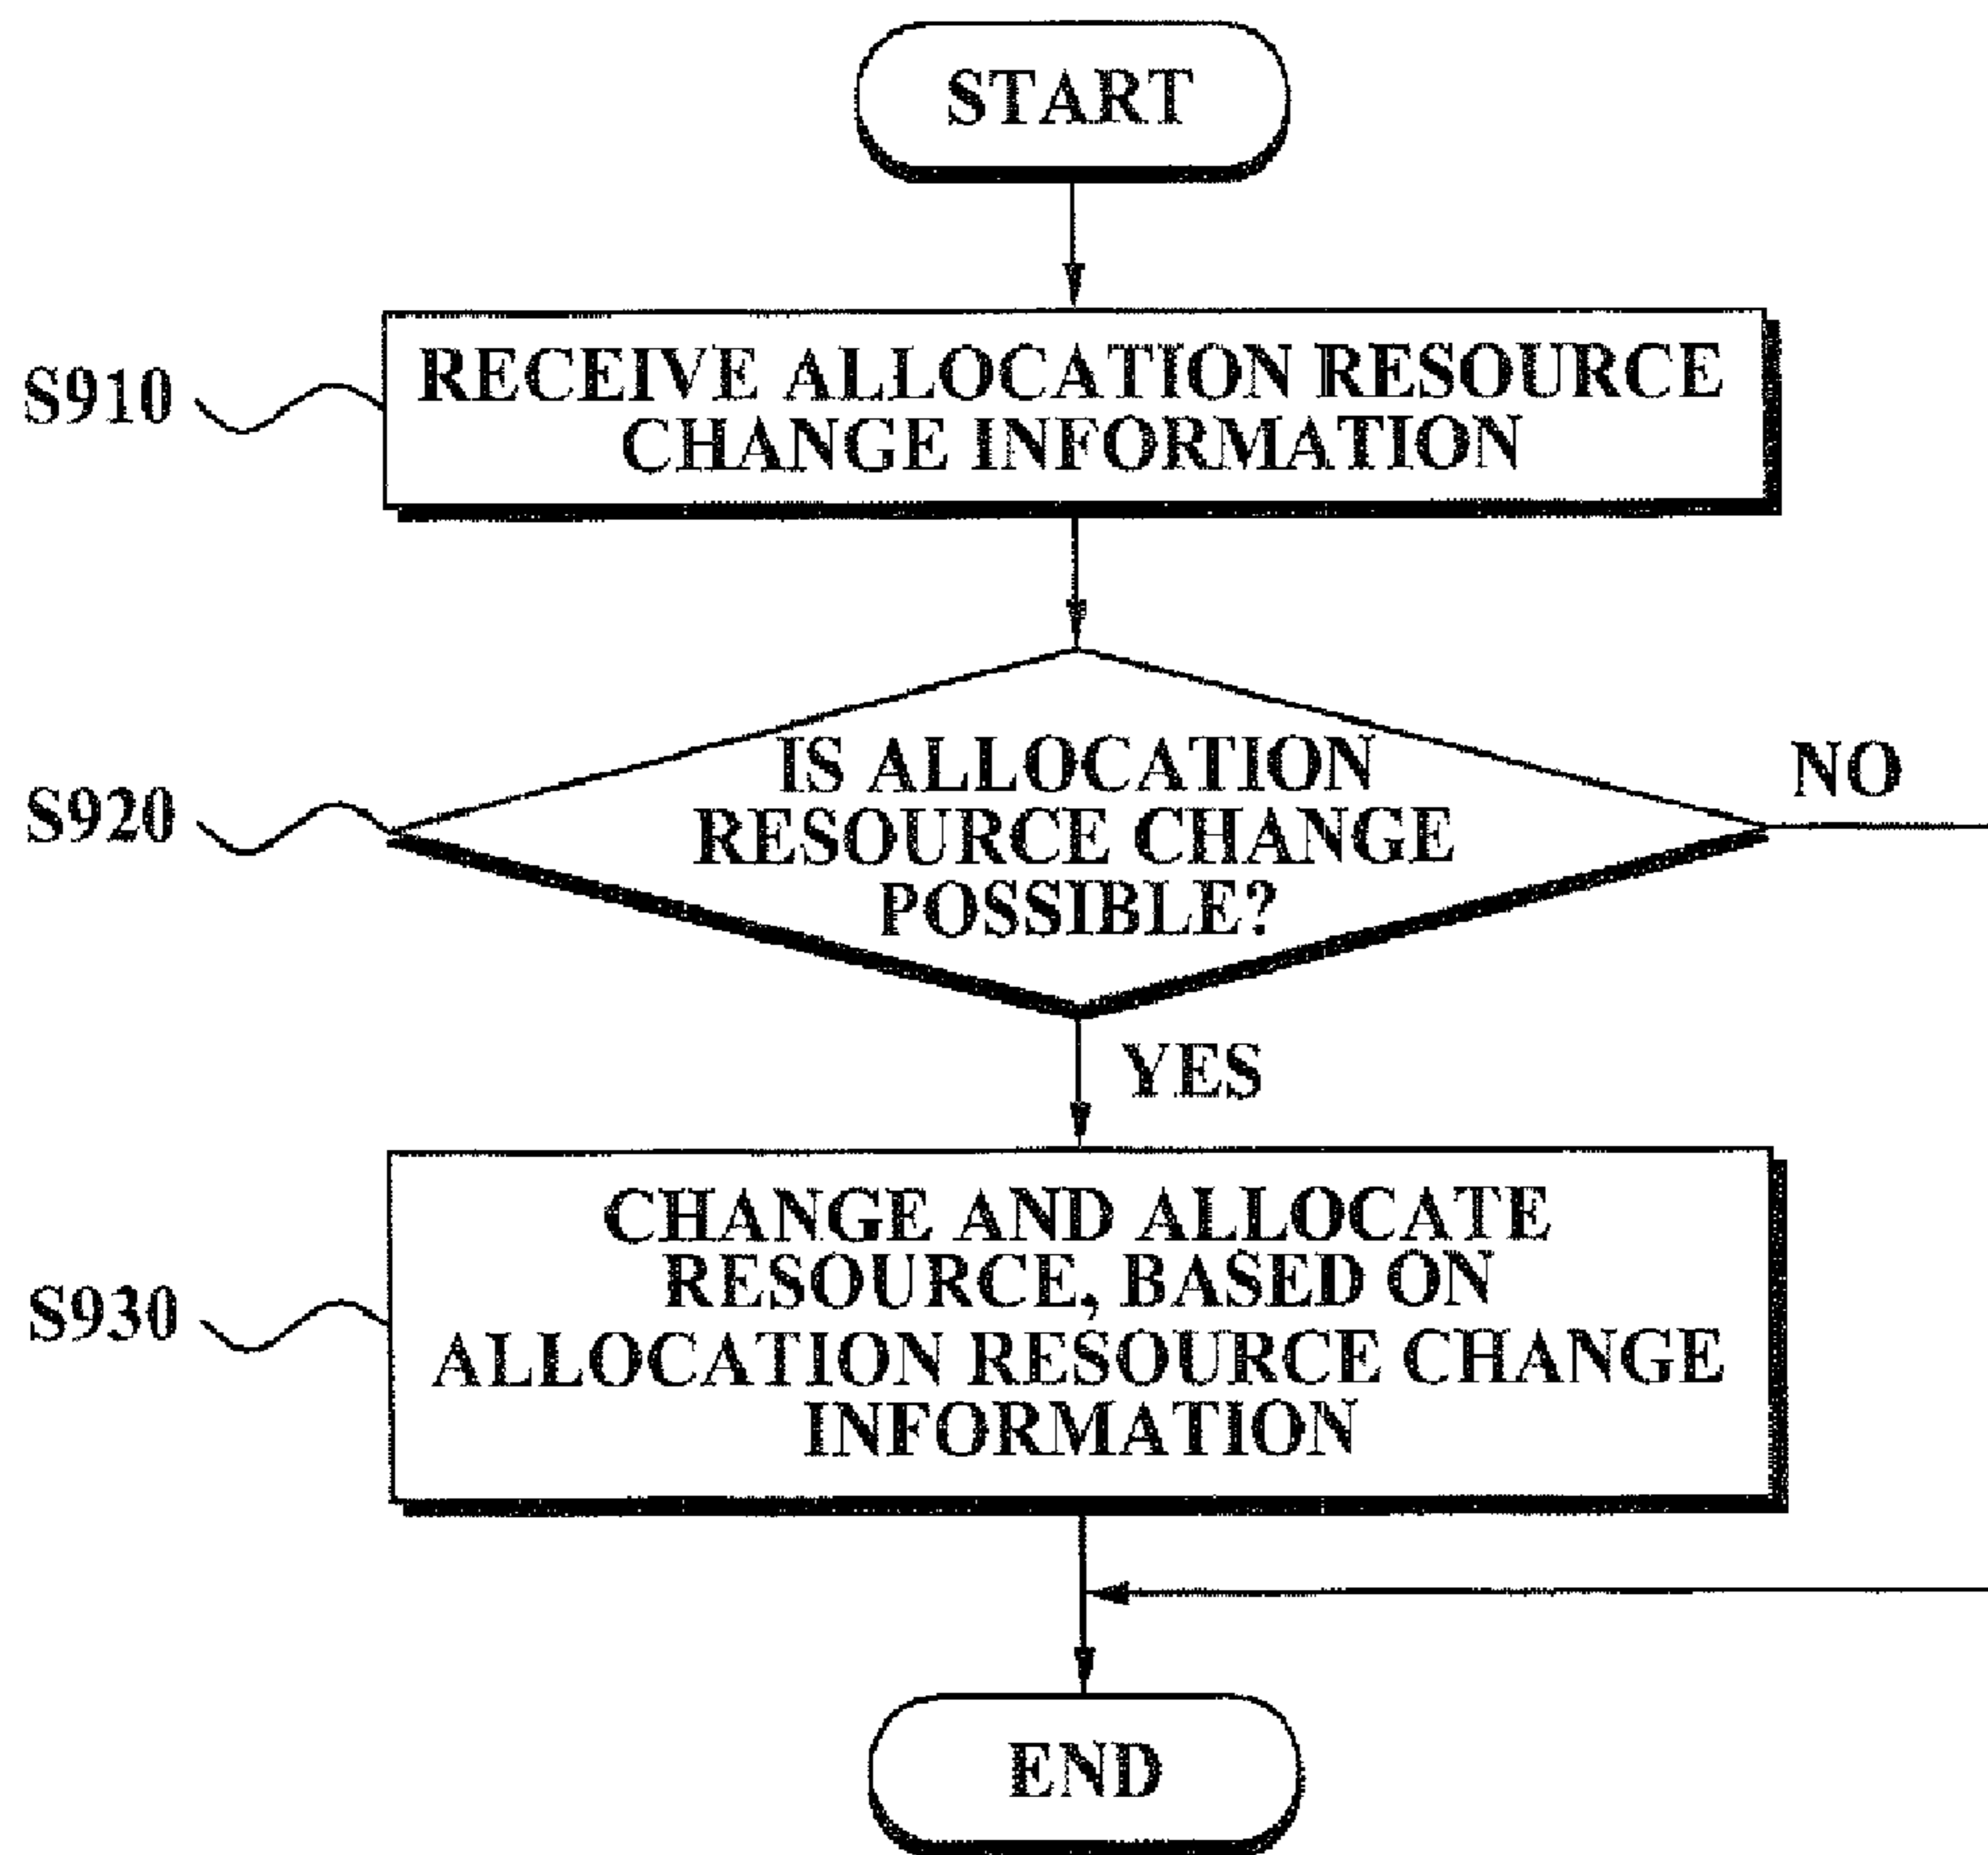 START
S910
RECEIVE ALLOCATION RESOURCE
CHANGE INFORMATION
S920
IS ALLOCATION
RESOURCE CHANGE
POSSIBLE?
NO
YES
S930
CHANGE AND ALLOCATE
RESOURCE, BASED ON
ALLOCATION RESOURCE CHANGE
INFORMATION
END